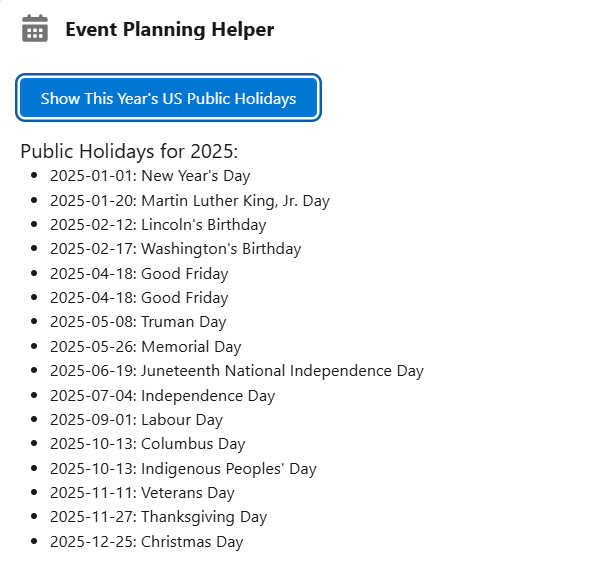 Event Planning Helper
Show This Year's US Public Holidays
Public Holidays for 2025:
2025-01-01: New Year's Day
2025-01-20: Martin Luther King, Jr. Day
2025-02-12: Lincoln's Birthday
2025-02-17: Washington's Birthday
2025-04-18: Good Friday
2025-04-18: Good Friday
2025-05-08: Truman Day
2025-05-26: Memorial Day
2025-06-19: Juneteenth National Independence Day
2025-07-04: Independence Day
2025-09-01: Labour Day
2025-10-13: Columbus Day
2025-10-13: Indigenous Peoples' Day
2025-11-11: Veterans Day
2025-11-27: Thanksgiving Day
2025-12-25: Christmas Day